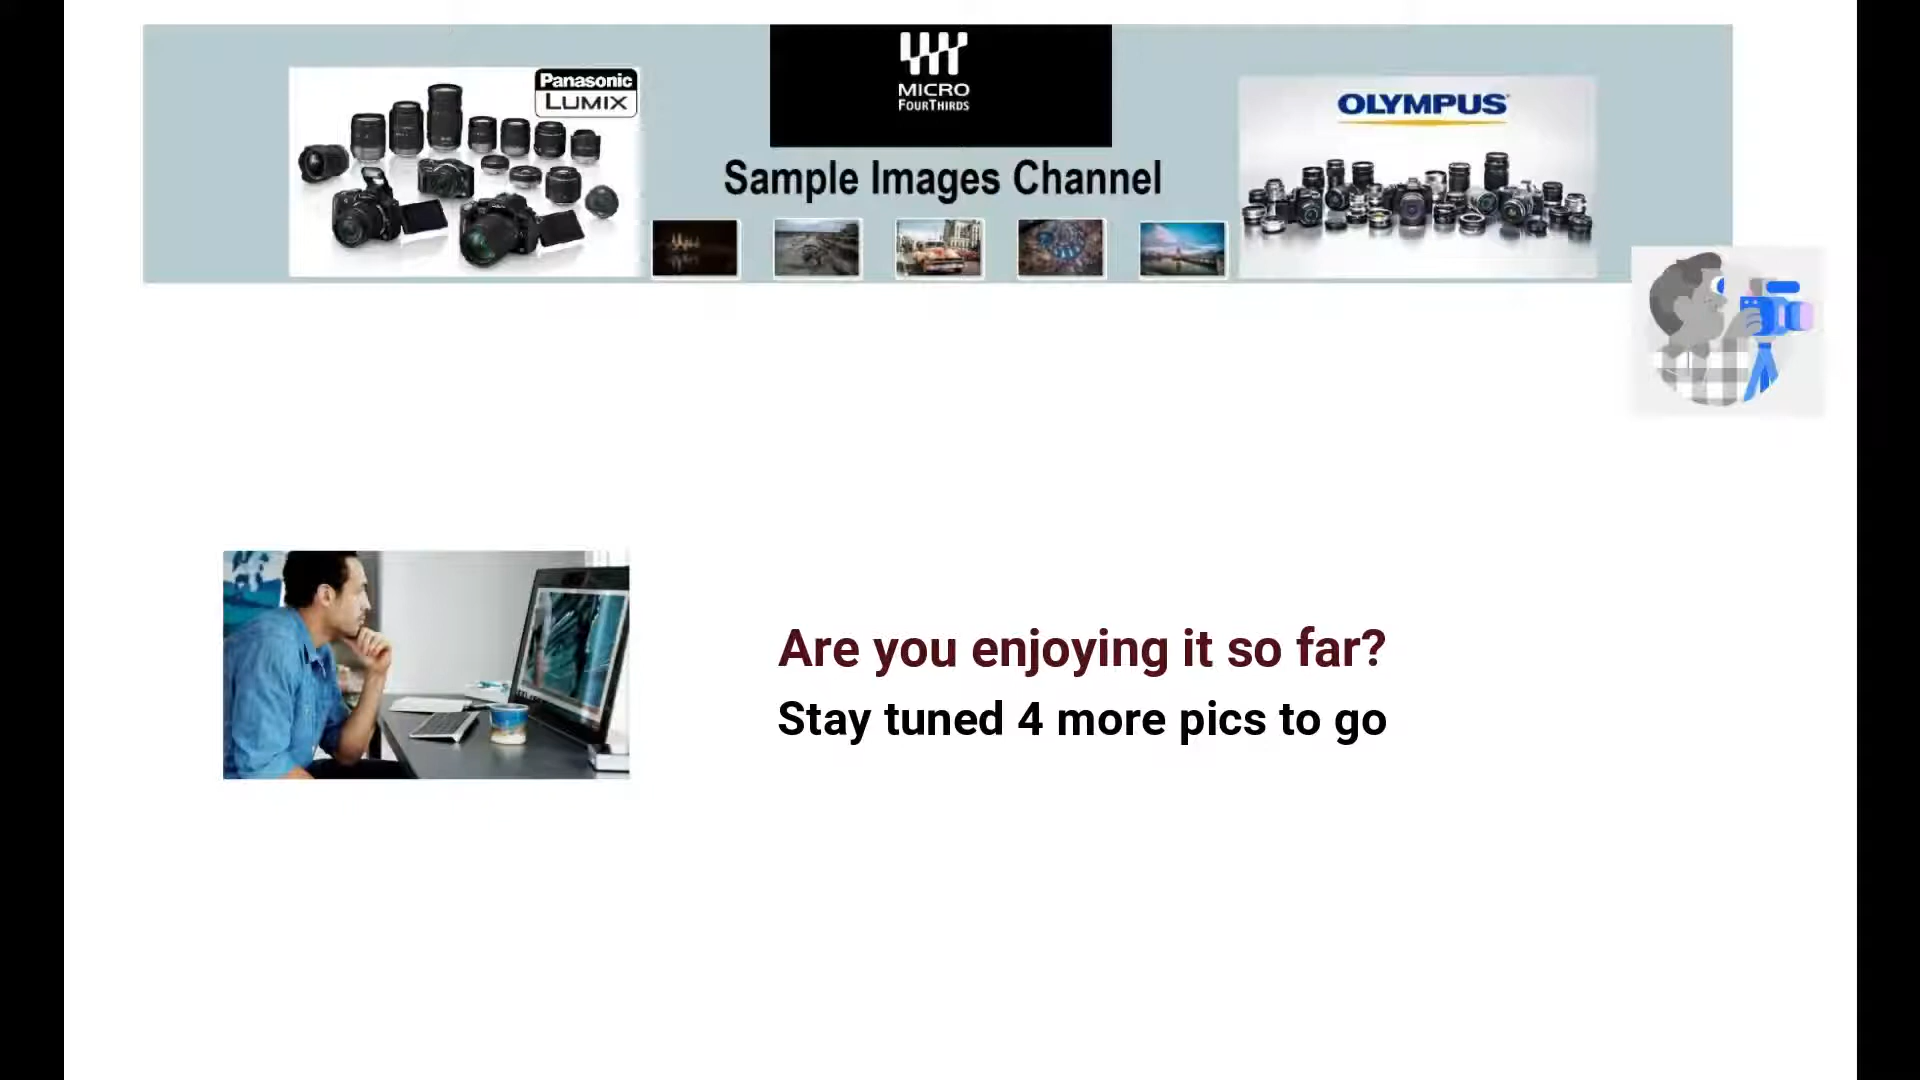 Panasonic
LUMIX
MICRO
FOURTHIRDS
OLYMPUS
Sample Images Channel
Are you enjoying it so far?
Stay tuned 4 more pics to go